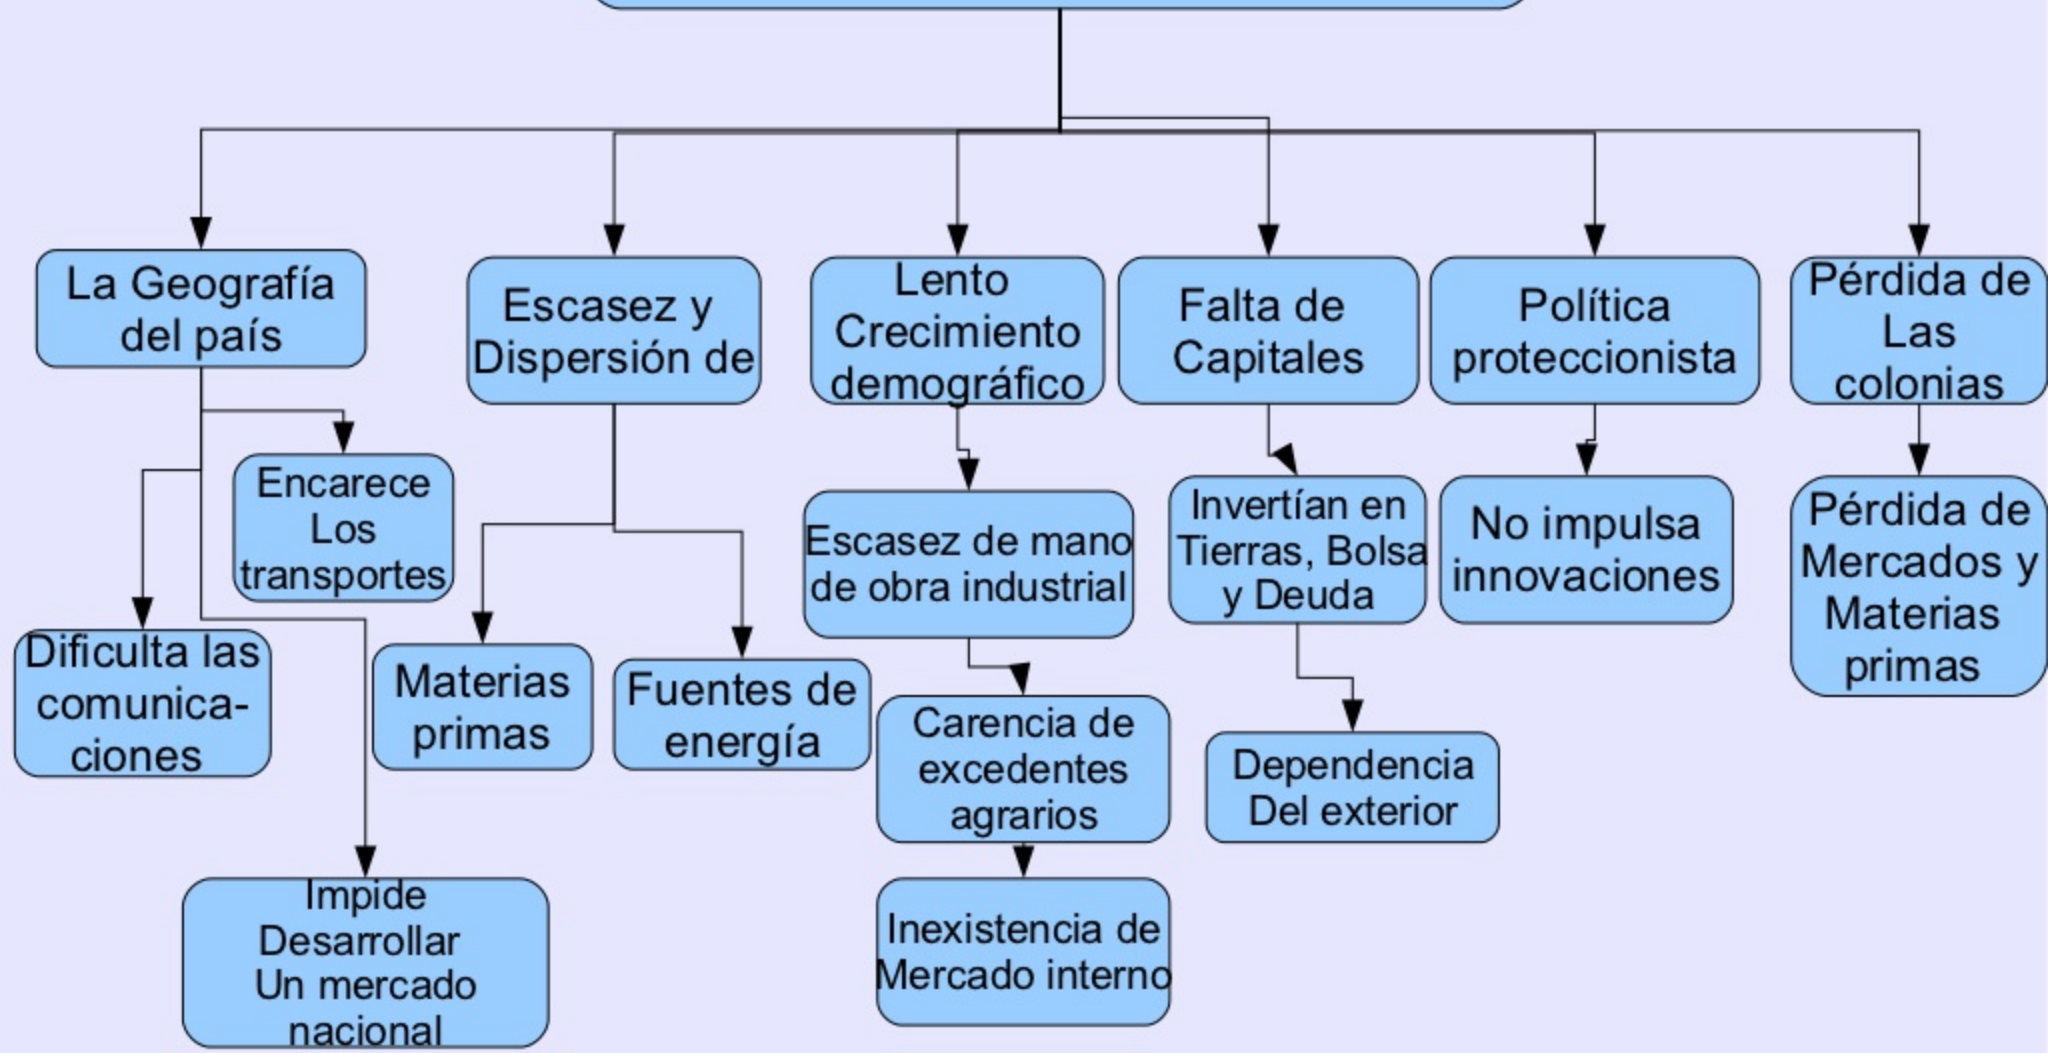 La Geografía
del país
Escasez y
Dispersión de
Lento
Crecimiento
demográfico
Falta de
Capitales
Política
proteccionista
Pérdida de
Las
colonias
Encarece
Los
transportes
Dificulta las
comunica-
ciones
Impide
Desarrollar
Un mercado
nacional
Materias
primas
Fuentes de
energía
Escasez de mano
de obra industrial
Carencia de
excedentes
agrarios
Inexistencia de
Mercado interno
Invertían en
Tierras, Bolsa
y Deuda
Dependencia
Del exterior
No impulsa
innovaciones
Pérdida de
Mercados y
Materias
primas